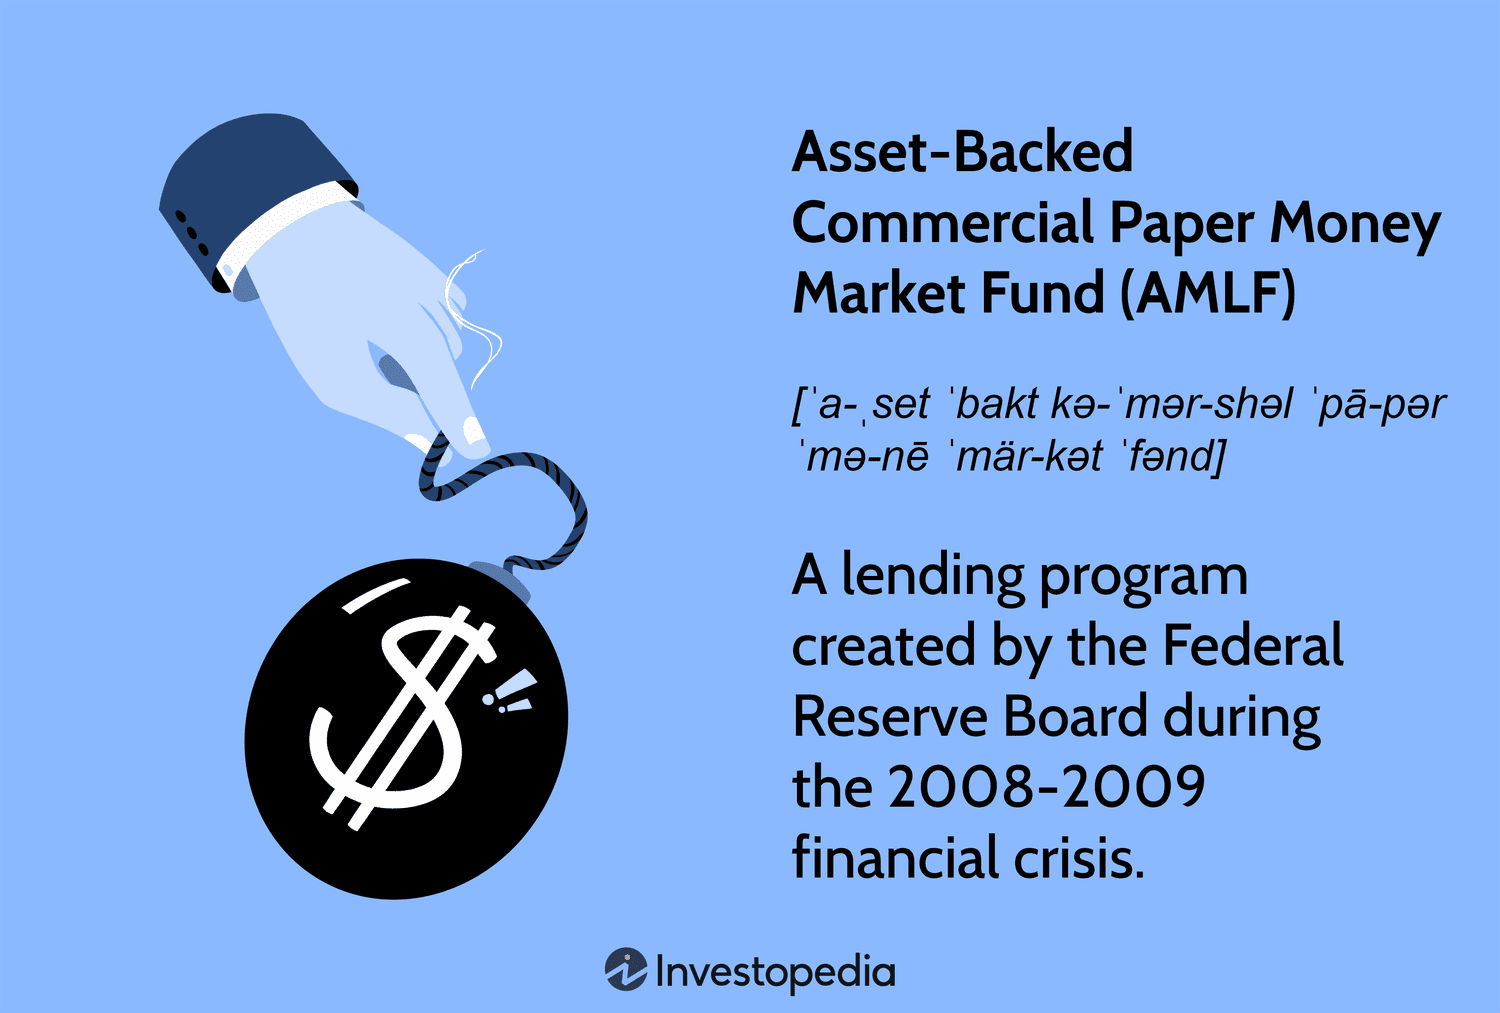 Asset-Backed
Commercial Paper Money
Market Fund (AMLF)
[ˈa-ˌset ˈbakt kə-ˈmər-shəl ˈpā-pər
ˈmə-nē ˈmär-kət ˈfənd]
A lending program
created by the Federal
Reserve Board during
the 2008-2009
financial crisis.
$
!!
Investopedia